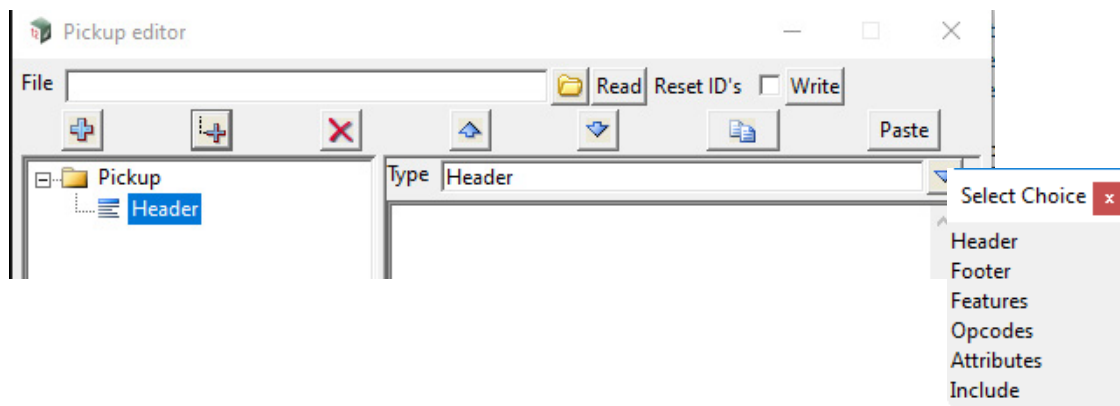 Pickup editor
File Read Reset ID's Write
Paste
Pickup
Type Header
Header
Select Choice x
Header
Footer
Features
Opcodes
Attributes
Include